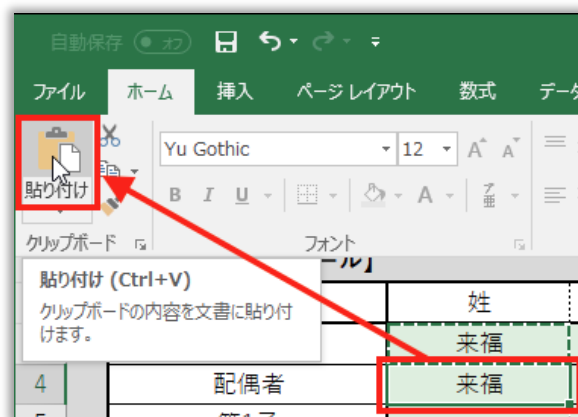 自動保存 オフ
ファイル ホーム 挿入 ページ レイアウト 数式 データ
Yu Gothic 12 A A
貼り付け
B I U A
クリップボード フォント
ール】
貼り付け (Ctrl+V)
クリップボードの内容を文書に貼り付
けます。
姓
来福
4 配偶者 来福